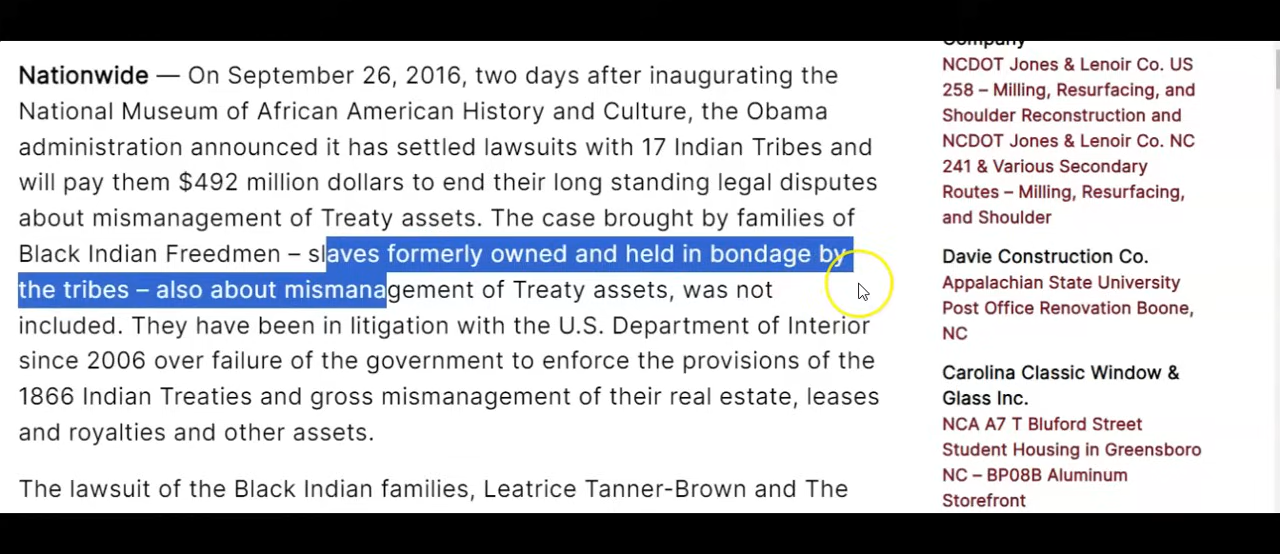 Nationwide — On September 26, 2016, two days after inaugurating the
National Museum of African American History and Culture, the Obama
administration announced it has settled lawsuits with 17 Indian Tribes and
will pay them $492 million dollars to end their long standing legal disputes
about mismanagement of Treaty assets. The case brought by families of
Black Indian Freedmen – slaves formerly owned and held in bondage by
the tribes – also about mismanagement of Treaty assets, was not
included. They have been in litigation with the U.S. Department of Interior
since 2006 over failure of the government to enforce the provisions of the
1866 Indian Treaties and gross mismanagement of their real estate, leases
and royalties and other assets.
The lawsuit of the Black Indian families, Leatrice Tanner-Brown and The
Company
NCDOT Jones & Lenoir Co. US
258 – Milling, Resurfacing, and
Shoulder Reconstruction and
NCDOT Jones & Lenoir Co. NC
241 & Various Secondary
Routes – Milling, Resurfacing,
and Shoulder
Davie Construction Co.
Appalachian State University
Post Office Renovation Boone,
NC
Carolina Classic Window &
Glass Inc.
NCA A7 T Bluford Street
Student Housing in Greensboro
NC – BP08B Aluminum
Storefront